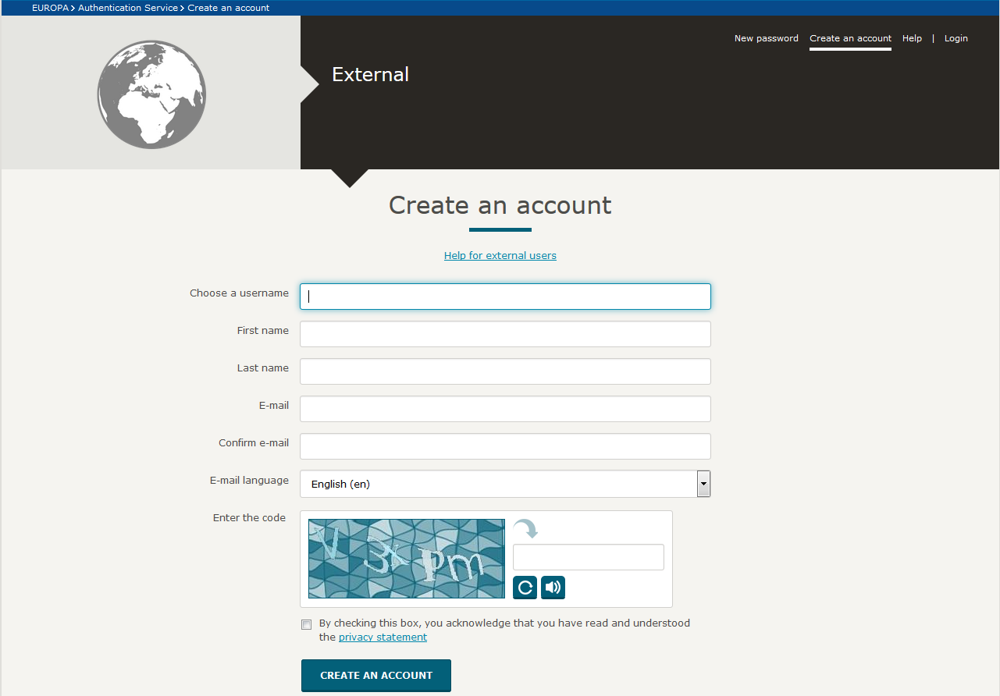 EUROPA > Authentication Service > Create an account
New password Create an account Help | Login
External
Create an account
Help for external users
Choose a username
First name
Last name
E-mail
Confirm e-mail
E-mail language English (en)
Enter the code
By checking this box, you acknowledge that you have read and understood
the privacy statement
CREATE AN ACCOUNT